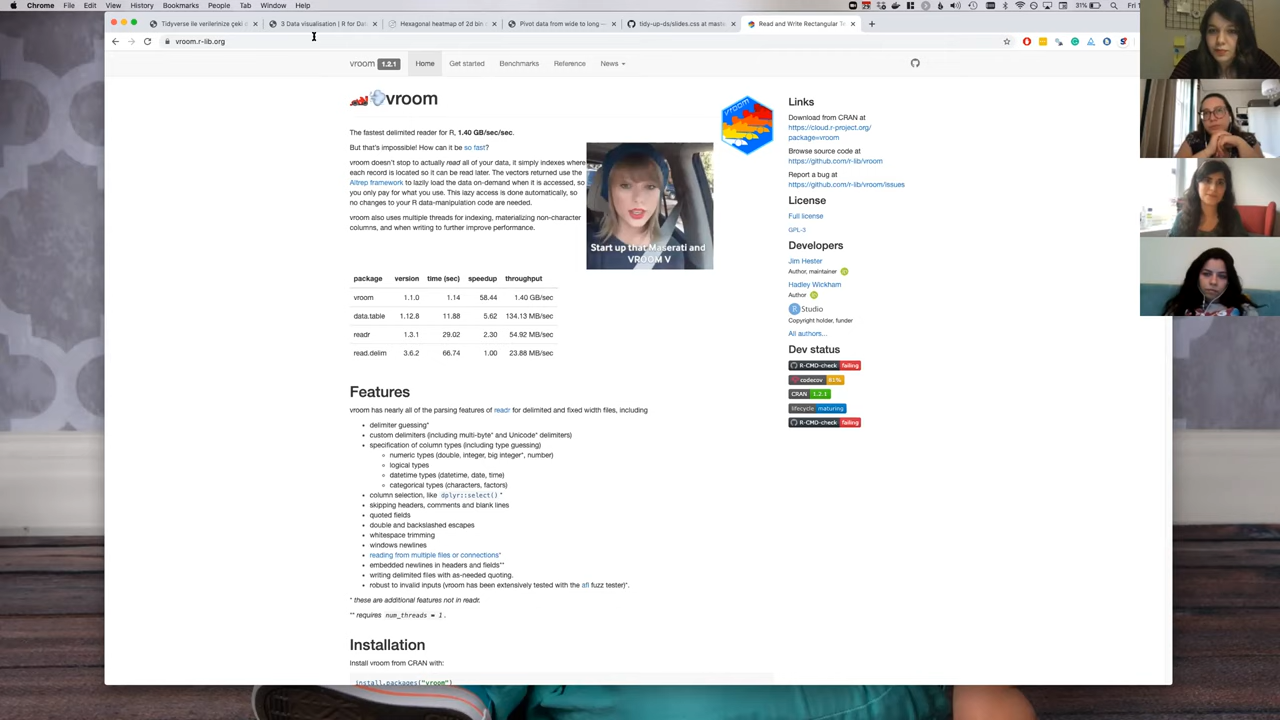 Chrome File Edit View History Bookmarks People Tab Window Help
31% Fri 1
Tidyverse ile verilerinize çeki d
3 Data visualisation | R for Data
Hexagonal heatmap of 2d bin c
Pivot data from wide to long —
tidy-up-ds/slides.css at maste
Read and Write Rectangular Te
vroom.r-lib.org
vroom 1.2.1 Home Get started Benchmarks Reference News
vroom
The fastest delimited reader for R, 1.40 GB/sec/sec.
But that's impossible! How can it be so fast?
vroom doesn't stop to actually read all of your data, it simply indexes where
each record is located so it can be read later. The vectors returned use the
Altrep framework to lazily load the data on-demand when it is accessed, so
you only pay for what you use. This lazy access is done automatically, so
no changes to your R data-manipulation code are needed.
vroom also uses multiple threads for indexing, materializing non-character
columns, and when writing to further improve performance.
Start up that Maserati and
VROOM V
vroom
package version time (sec) speedup throughput
vroom 1.1.0 1.14 58.44 1.40 GB/sec
data.table 1.12.8 11.88 5.62 134.13 MB/sec
readr 1.3.1 29.02 2.30 54.92 MB/sec
read.delim 3.6.2 66.74 1.00 23.88 MB/sec
Features
vroom has nearly all of the parsing features of readr for delimited and fixed width files, including
delimiter guessing*
custom delimiters (including multi-byte* and Unicode* delimiters)
specification of column types (including type guessing)
numeric types (double, integer, big integer*, number)
logical types
datetime types (datetime, date, time)
categorical types (characters, factors)
column selection, like dplyr::select() *
skipping headers, comments and blank lines
quoted fields
double and backslashed escapes
whitespace trimming
windows newlines
reading from multiple files or connections*
embedded newlines in headers and fields**
writing delimited files with as-needed quoting.
robust to invalid inputs (vroom has been extensively tested with the afl fuzz tester)*.
* these are additional features not in readr.
** requires num_threads = 1 .
Installation
Install vroom from CRAN with:
install.packages("vroom")
Links
Download from CRAN at
https://cloud.r-project.org/
package=vroom
Browse source code at
https://github.com/r-lib/vroom
Report a bug at
https://github.com/r-lib/vroom/issues
License
Full license
GPL-3
Developers
Jim Hester
Author, maintainer
Hadley Wickham
Author
R Studio
Copyright holder, funder
All authors...
Dev status
R-CMD-check failing
codecov 81%
CRAN 1.2.1
lifecycle maturing
R-CMD-check failing